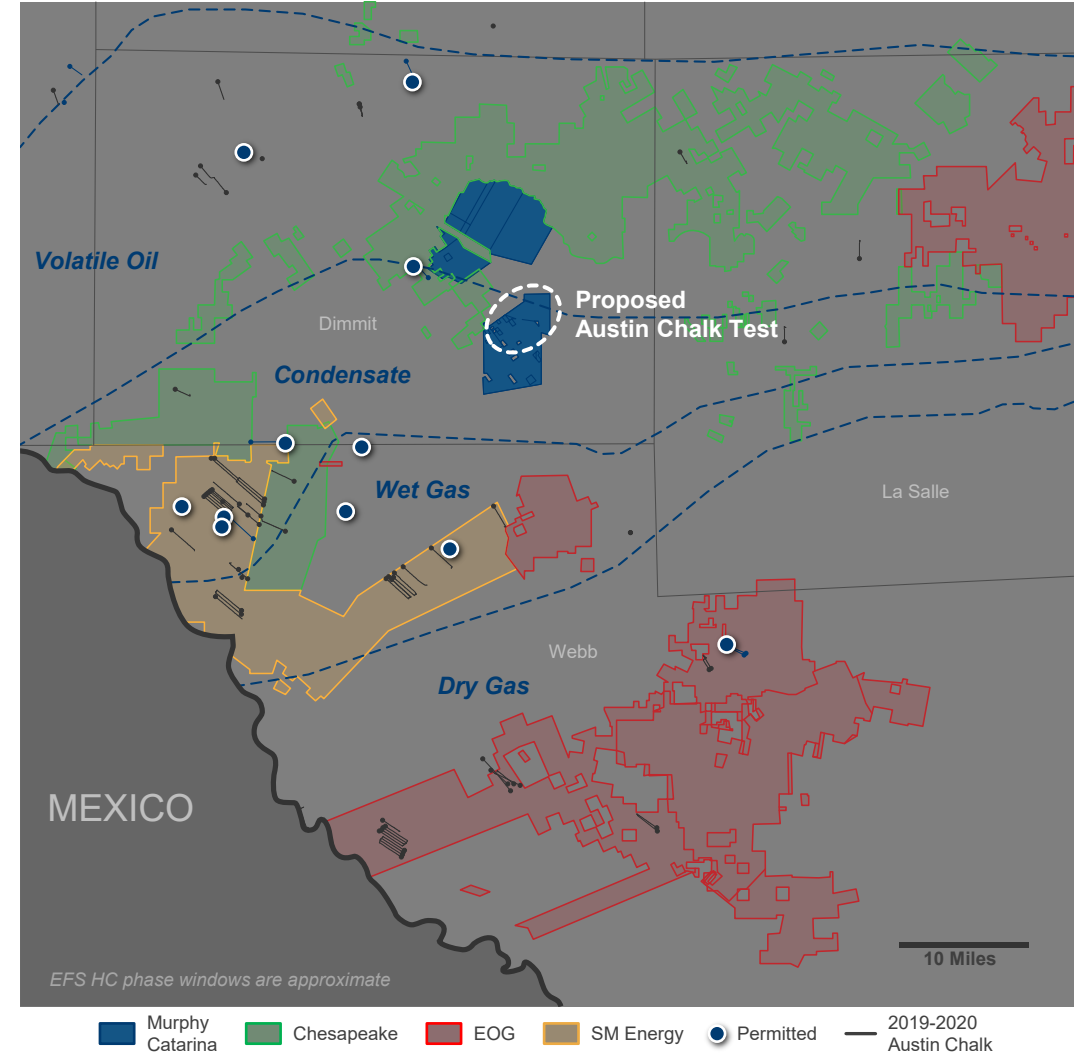 Volatile Oil
Proposed
Austin Chalk Test
Dimmit
Condensate
Wet Gas
La Salle
Webb
Dry Gas
MEXICO
10 Miles
EFS HC phase windows are approximate
Murphy
Catarina
Chesapeake
EOG
SM Energy
Permitted
2019-2020
Austin Chalk